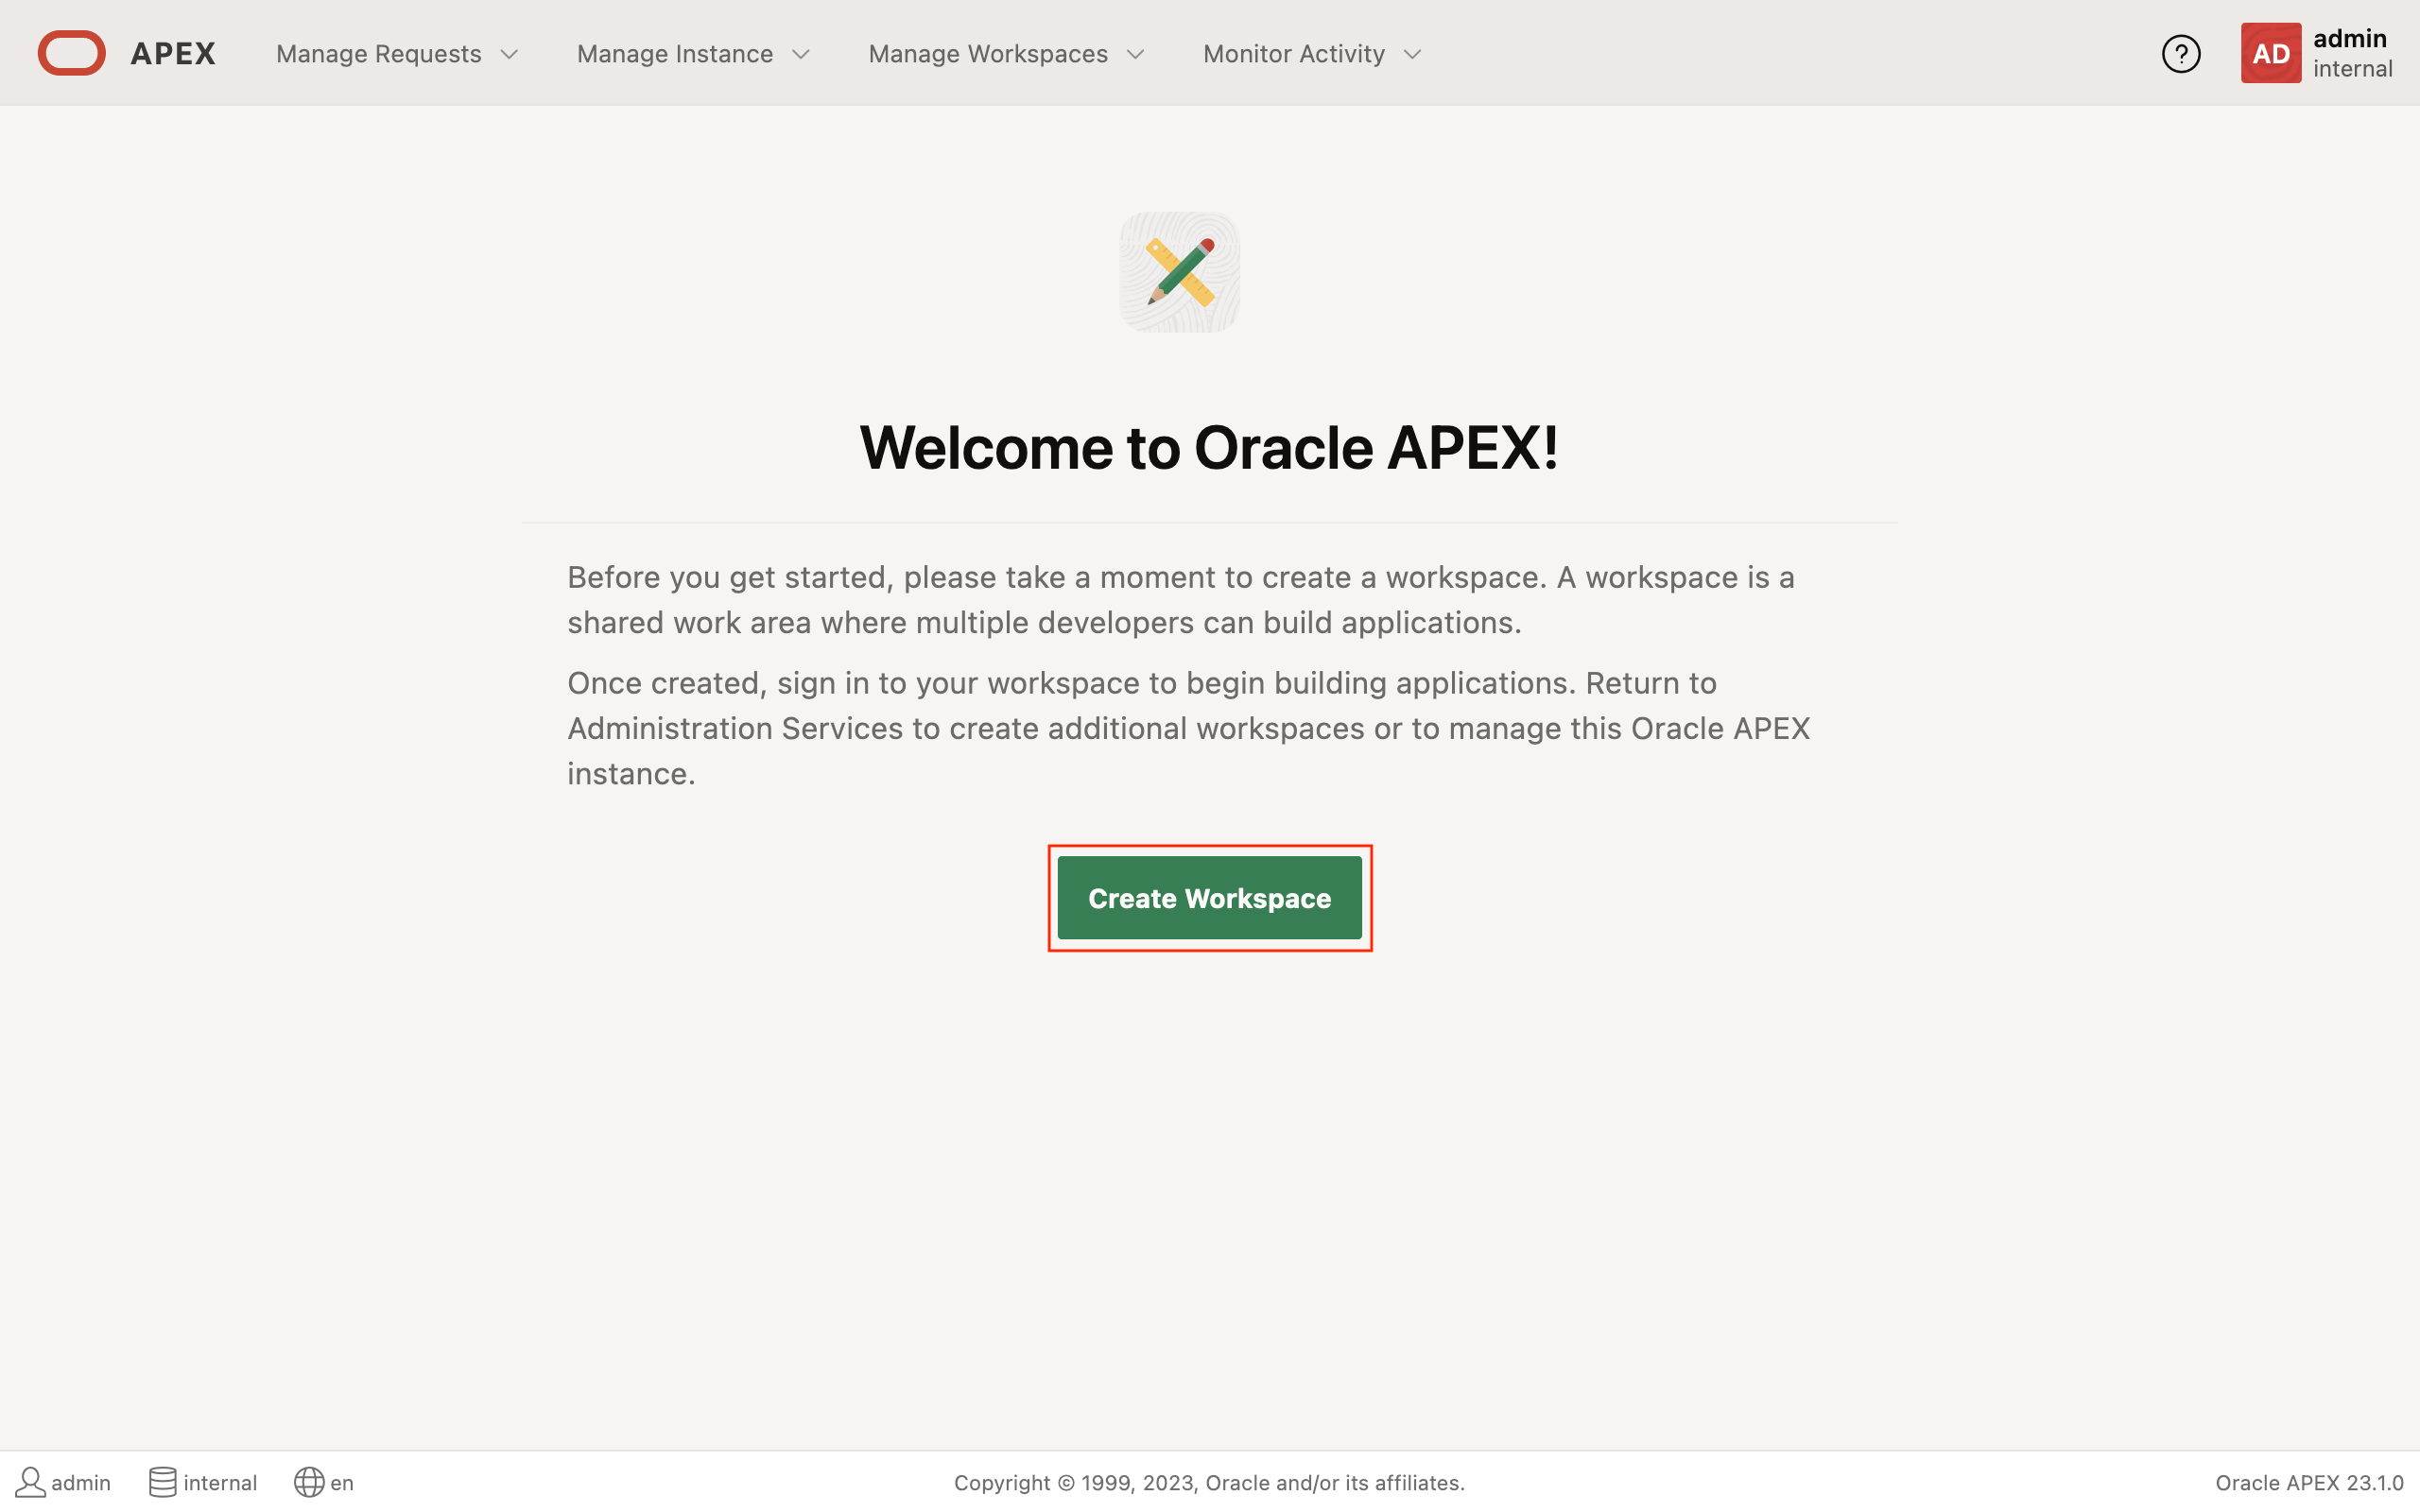 APEX Manage Requests Manage Instance Manage Workspaces Monitor Activity ? AD admin
internal
Welcome to Oracle APEX!
Before you get started, please take a moment to create a workspace. A workspace is a
shared work area where multiple developers can build applications.
Once created, sign in to your workspace to begin building applications. Return to
Administration Services to create additional workspaces or to manage this Oracle APEX
instance.
Create Workspace
admin internal en Copyright © 1999, 2023, Oracle and/or its affiliates. Oracle APEX 23.1.0